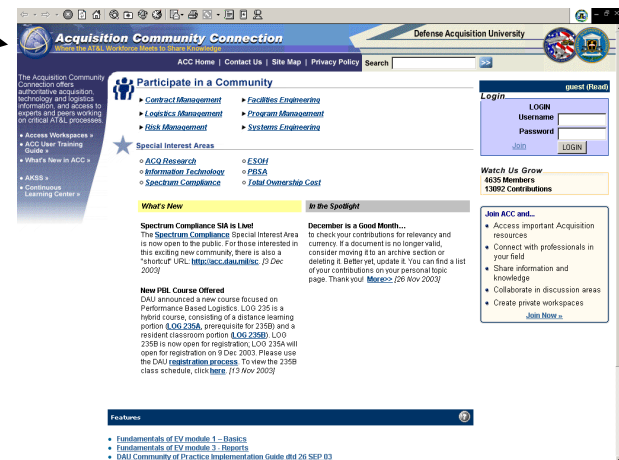 Acquisition Community Connection
Where the AT&L Workforce Meets to Share Knowledge
Defense Acquisition University
ACC Home | Contact Us | Site Map | Privacy Policy Search
>>
The Acquisition Community
Connection offers
authoritative acquisition,
technology and logistics
information, and access to
experts and peers working
on critical AT&L processes.
• Access Workspaces »
• ACC User Training
Guide »
• What's New in ACC »
• AKSS »
• Continuous
Learning Center »
Participate in a Community
Contract Management
Facilities Engineering
Logistics Management
Program Management
Risk Management
Systems Engineering
Special Interest Areas
ACQ Research
ESOH
Information Technology
PBSA
Spectrum Compliance
Total Ownership Cost
What's New
Spectrum Compliance SIA is Live!
The Spectrum Compliance Special Interest Area
is now open to the public. For those interested in
this exciting new community, there is also a
"shortcut" URL: http://acc.dau.mil/sc. [3 Dec
2003]
New PBL Course Offered
DAU announced a new course focused on
Performance Based Logistics. LOG 235 is a
hybrid course, consisting of a distance learning
portion (LOG 235A, prerequisite for 235B) and a
resident classroom portion (LOG 235B). LOG
235B is now open for registration; LOG 235A will
open for registration on 9 Dec 2003. Please use
the DAU registration process. To view the 235B
class schedule, click here. [13 Nov 2003]
In the Spotlight
December is a Good Month...
to check your contributions for relevancy and
currency. If a document is no longer valid,
consider moving it to an archive section or
deleting it. Better yet, update it. You can find a list
of your contributions on your personal topic
page. Thank you! More>> [26 Nov 2003]
guest (Read)
Login
LOGIN
Username
Password
Join LOGIN
Watch Us Grow
4635 Members
13092 Contributions
Join ACC and...
• Access important Acquisition
resources
• Connect with professionals in
your field
• Share information and
knowledge
• Collaborate in discussion areas
• Create private workspaces
Join Now »
Features
• Fundamentals of EV module 1 – Basics
• Fundamentals of EV module 3 - Reports
• DAU Community of Practice Implementation Guide dtd 26 SEP 03